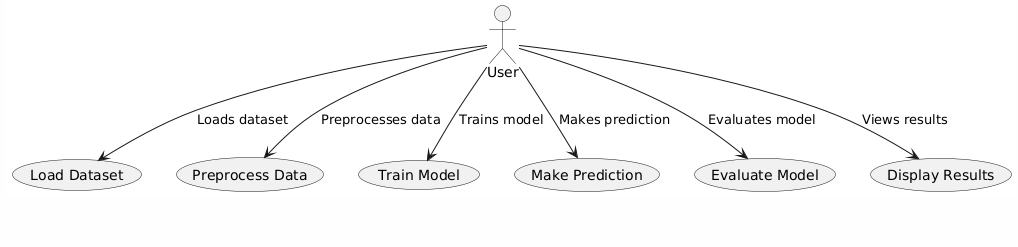 User
Loads dataset
Preprocesses data
Trains model
Makes prediction
Evaluates model
Views results
Load Dataset
Preprocess Data
Train Model
Make Prediction
Evaluate Model
Display Results